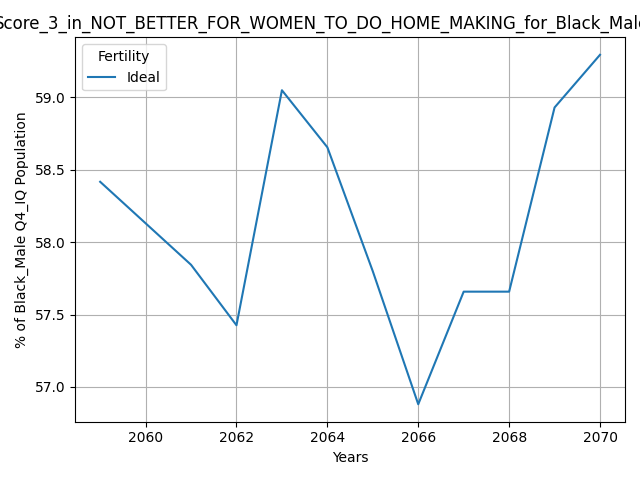 Score_3_in_NOT_BETTER_FOR_WOMEN_TO_DO_HOME_MAKING_for_Black_Male
Fertility
Ideal
59.0
58.5
58.0
57.5
57.0
% of Black_Male Q4_IQ Population
2060 2062 2064 2066 2068 2070
Years